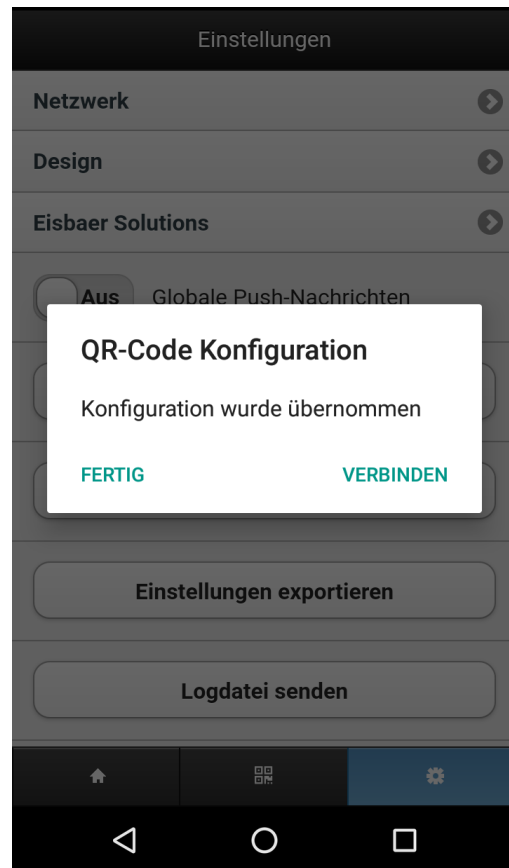 Einstellungen
Netzwerk
Design
Eisbaer Solutions
Aus Globale Push-Nachrichten
QR-Code Konfiguration
Konfiguration wurde übernommen
FERTIG VERBINDEN
Einstellungen exportieren
Logdatei senden